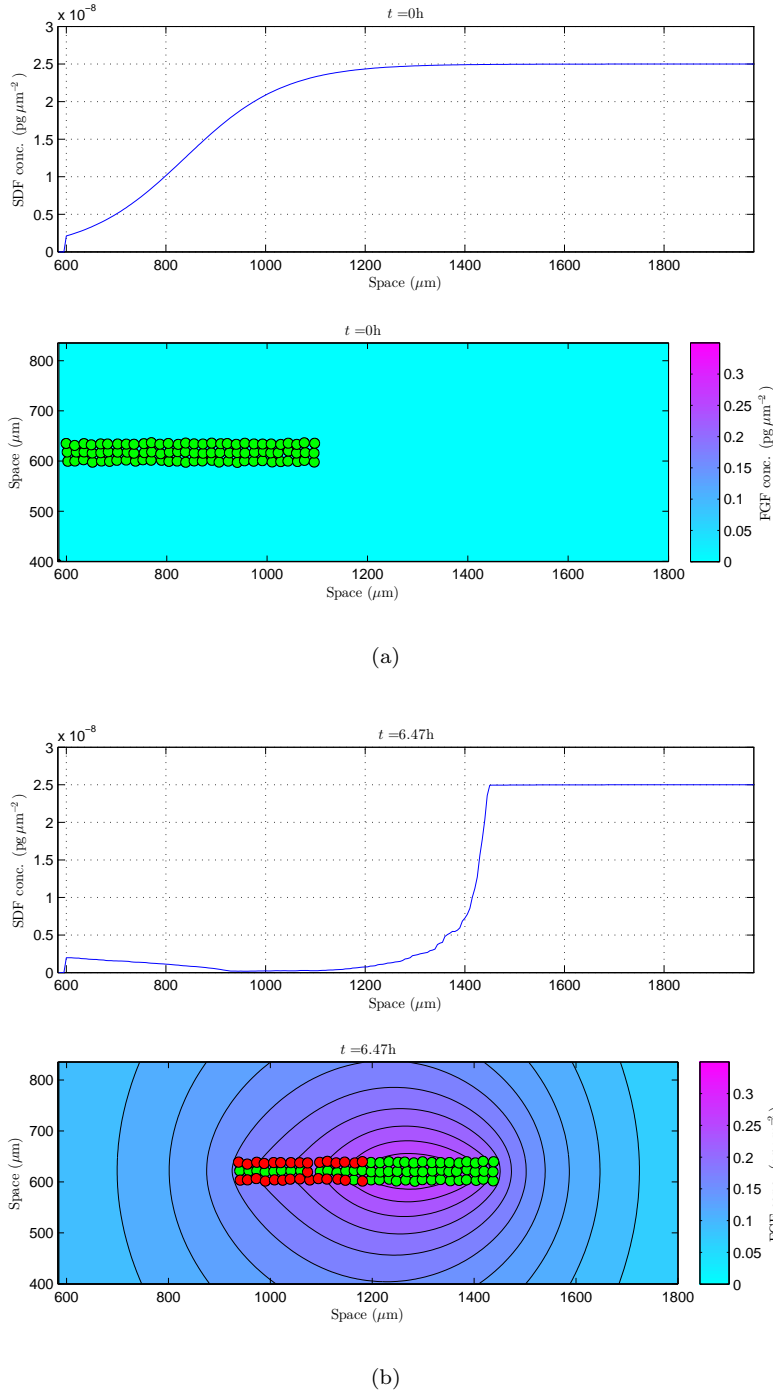 × 10⁻⁸
t =0h
3
2.5
2
1.5
1
0.5
0
SDF conc. (pg μm⁻²)
600 800 1000 1200 1400 1600 1800
Space (μm)
t =0h
800
700
600
500
400
Space (μm)
600 800 1000 1200 1400 1600 1800
Space (μm)
0.3
0.25
0.2
0.15
0.1
0.05
0
FGF conc. (pg μm⁻²)
(a)
× 10⁻⁸
t =6.47h
3
2.5
2
1.5
1
0.5
0
SDF conc. (pg μm⁻²)
600 800 1000 1200 1400 1600 1800
Space (μm)
t =6.47h
800
700
600
500
400
Space (μm)
600 800 1000 1200 1400 1600 1800
Space (μm)
0.3
0.25
0.2
0.15
0.1
0.05
0
(b)